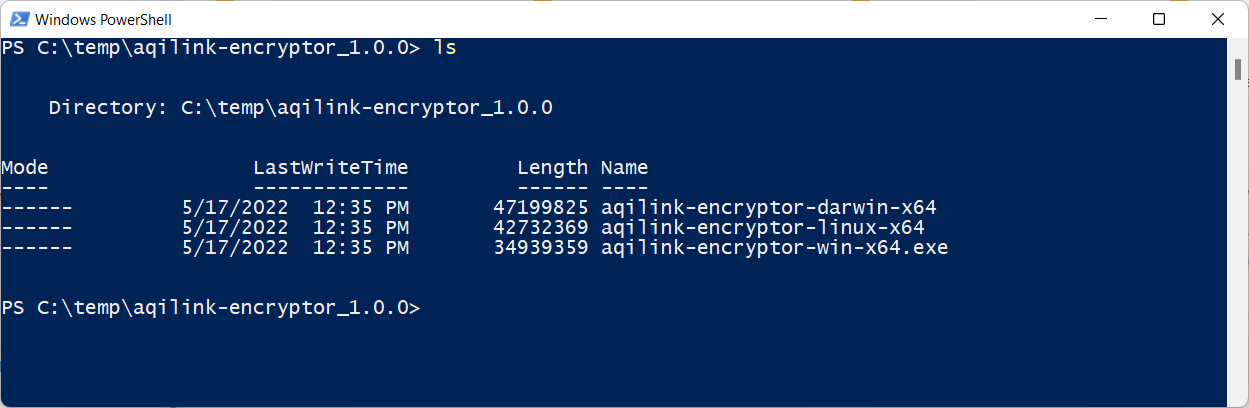 Windows PowerShell
PS C:\temp\aqilink-encryptor_1.0.0> ls
Directory: C:\temp\aqilink-encryptor_1.0.0
Mode                 LastWriteTime         Length Name
----                 -------------         ------ ----
------         5/17/2022  12:35 PM       47199825 aqilink-encryptor-darwin-x64
------         5/17/2022  12:35 PM       42732369 aqilink-encryptor-linux-x64
------         5/17/2022  12:35 PM       34939359 aqilink-encryptor-win-x64.exe
PS C:\temp\aqilink-encryptor_1.0.0>